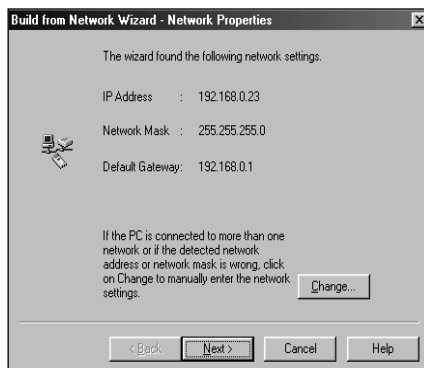 Build from Network Wizard - Network Properties
The wizard found the following network settings.
IP Address : 192.168.0.23
Network Mask : 255.255.255.0
Default Gateway: 192.168.0.1
If the PC is connected to more than one
network or if the detected network
address or network mask is wrong, click
on Change to manually enter the network
settings.
Change...
< Back
Next >
Cancel
Help